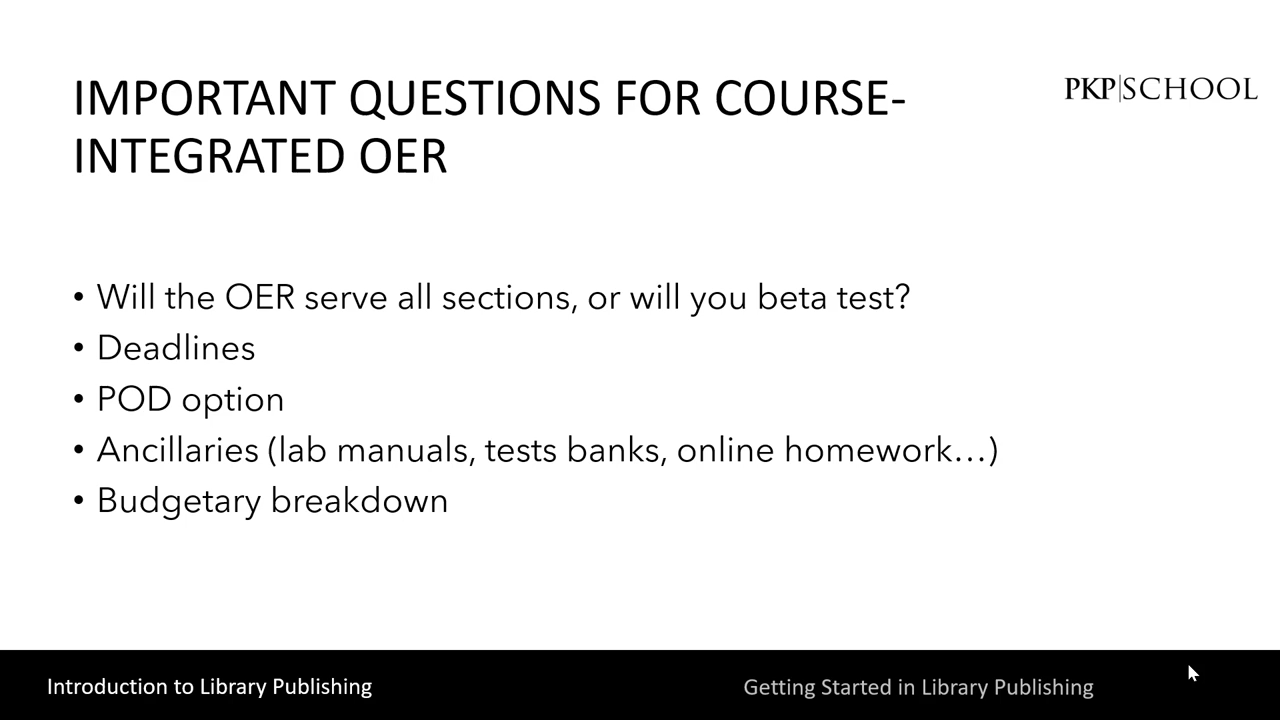 IMPORTANT QUESTIONS FOR COURSE-
INTEGRATED OER
PKP|SCHOOL
• Will the OER serve all sections, or will you beta test?
• Deadlines
• POD option
• Ancillaries (lab manuals, tests banks, online homework…)
• Budgetary breakdown
Introduction to Library Publishing
Getting Started in Library Publishing